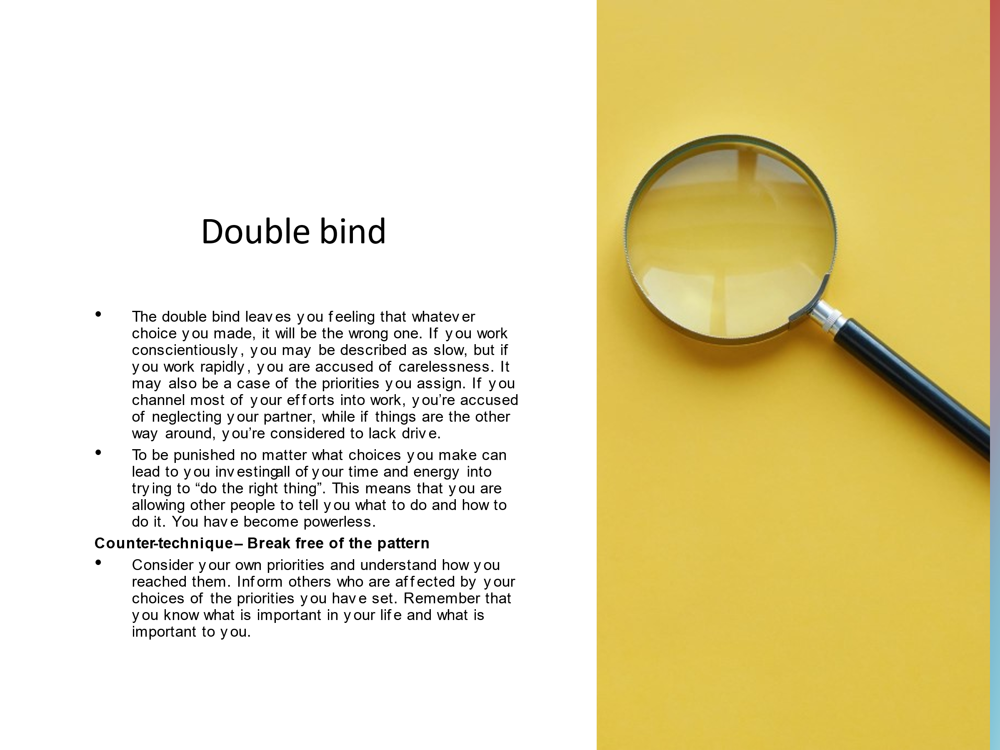 Double bind
• The double bind leaves you feeling that whatever
choice you made, it will be the wrong one. If you work
conscientiously, you may be described as slow, but if
you work rapidly, you are accused of carelessness. It
may also be a case of the priorities you assign. If you
channel most of your efforts into work, you’re accused
of neglecting your partner, while if things are the other
way around, you’re considered to lack drive.
• To be punished no matter what choices you make can
lead to you investing all of your time and energy into
trying to “do the right thing”. This means that you are
allowing other people to tell you what to do and how to
do it. You have become powerless.
Counter-technique – Break free of the pattern
• Consider your own priorities and understand how you
reached them. Inform others who are affected by your
choices of the priorities you have set. Remember that
you know what is important in your life and what is
important to you.